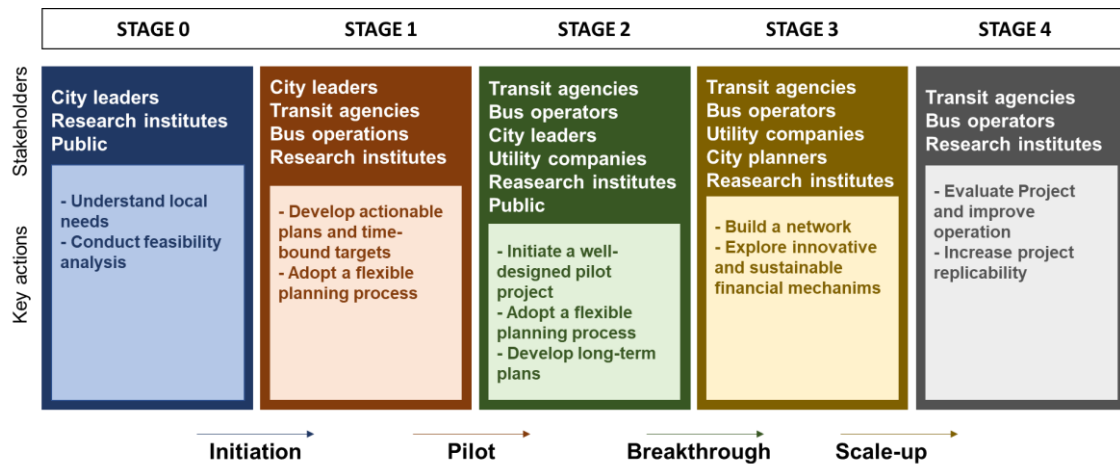 STAGE 0
STAGE 1
STAGE 2
STAGE 3
STAGE 4
Stakeholders
Key actions
City leaders
Research institutes
Public
- Understand local
needs
- Conduct feasibility
analysis
City leaders
Transit agencies
Bus operations
Research institutes
- Develop actionable
plans and time-
bound targets
- Adopt a flexible
planning process
Transit agencies
Bus operators
City leaders
Utility companies
Reasearch institutes
Public
- Initiate a well-
designed pilot
project
- Adopt a flexible
planning process
- Develop long-term
plans
Transit agencies
Bus operators
Utility companies
City planners
Reasearch institutes
- Build a network
- Explore innovative
and sustainable
financial mechanims
Transit agencies
Bus operators
Research institutes
- Evaluate Project
and improve
operation
- Increase project
replicability
Initiation
Pilot
Breakthrough
Scale-up